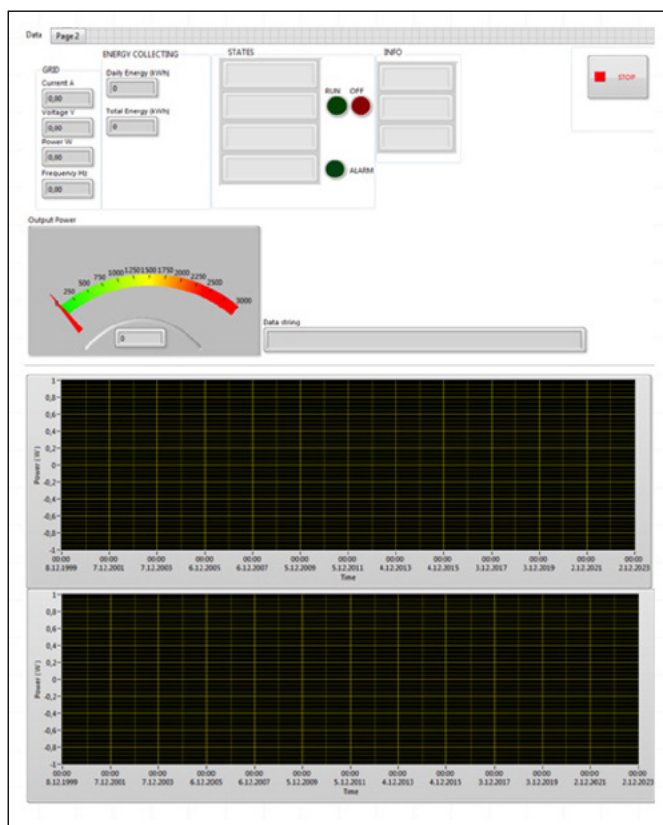 Data Page 2
ENERGY COLLECTING
STATES
INFO
GRID
Current A
0,00
Voltage V
0,00
Power W
0,00
Frequency Hz
0,00
Daily Energy (kWh)
0
Total Energy (kWh)
0
RUN OFF
ALARM
STOP
Output Power
0 250 500 750 1000 1250 1500 1750 2000 2250 2500 3000
0
Data string
Power (W)
1
0,8
0,6
0,4
0,2
0
-0,2
-0,4
-0,6
-0,8
-1
00:00 00:00 00:00 00:00 00:00 00:00 00:00 00:00 00:00 00:00 00:00 00:00 00:00
8.12.1999 7.12.2001 7.12.2003 6.12.2005 6.12.2007 5.12.2009 5.12.2011 4.12.2013 4.12.2015 3.12.2017 3.12.2019 2.12.2021 2.12.2023
Time
Power (W)
1
0,8
0,6
0,4
0,2
0
-0,2
-0,4
-0,6
-0,8
-1
00:00 00:00 00:00 00:00 00:00 00:00 00:00 00:00 00:00 00:00 00:00 00:00 00:00
8.12.1999 7.12.2001 7.12.2003 6.12.2005 6.12.2007 5.12.2009 5.12.2011 4.12.2013 4.12.2015 3.12.2017 3.12.2019 2.12.2021 2.12.2023
Time